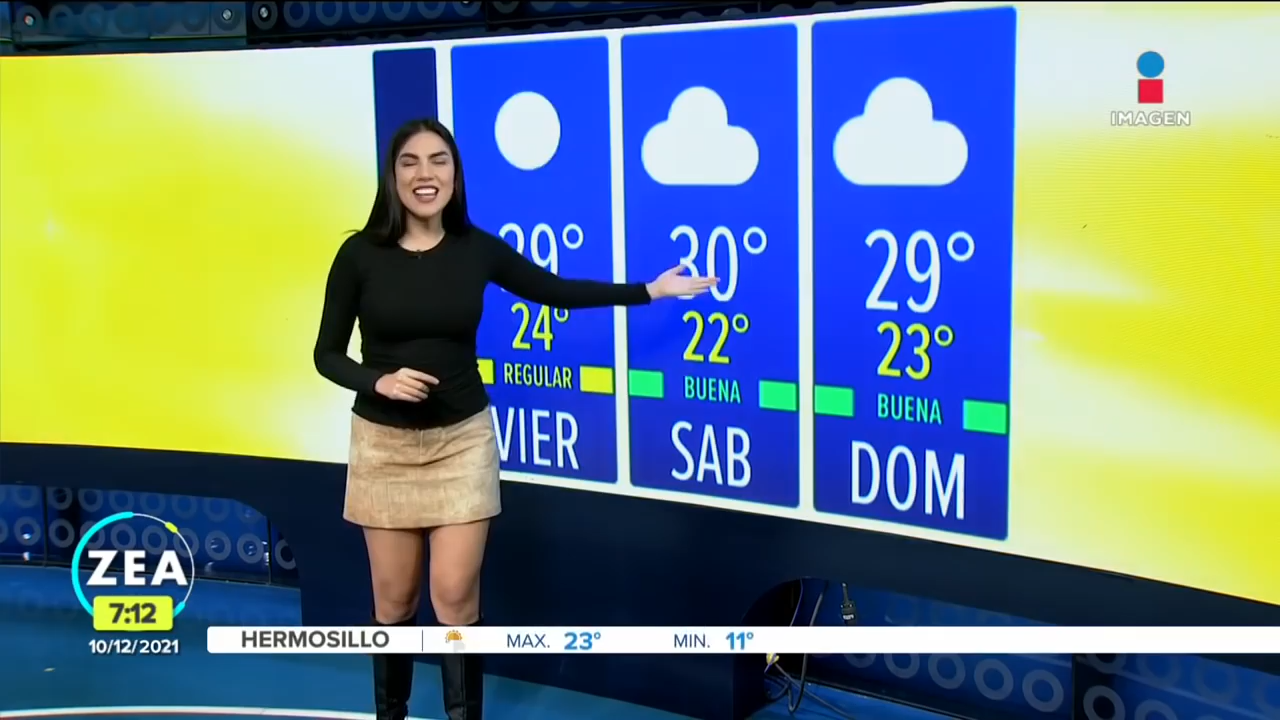 IMAGEN
29°
24°
REGULAR
VIER
30°
22°
BUENA
SAB
29°
23°
BUENA
DOM
ZEA
7:12
10/12/2021
HERMOSILLO MAX. 23° MIN. 11°